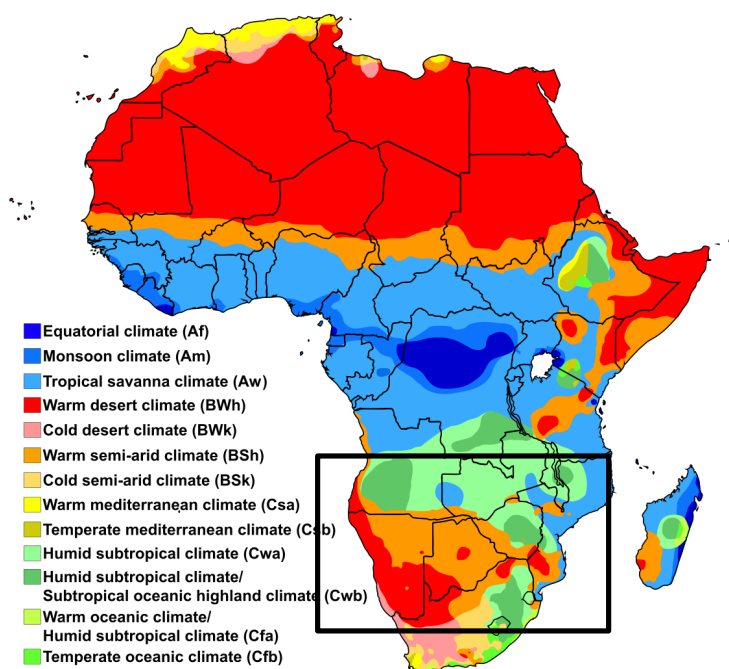 Equatorial climate (Af)
Monsoon climate (Am)
Tropical savanna climate (Aw)
Warm desert climate (BWh)
Cold desert climate (BWk)
Warm semi-arid climate (BSh)
Cold semi-arid climate (BSk)
Warm mediterranean climate (Csa)
Temperate mediterranean climate (Csb)
Humid subtropical climate (Cwa)
Humid subtropical climate/
Subtropical oceanic highland climate (Cwb)
Warm oceanic climate/
Humid subtropical climate (Cfa)
Temperate oceanic climate (Cfb)